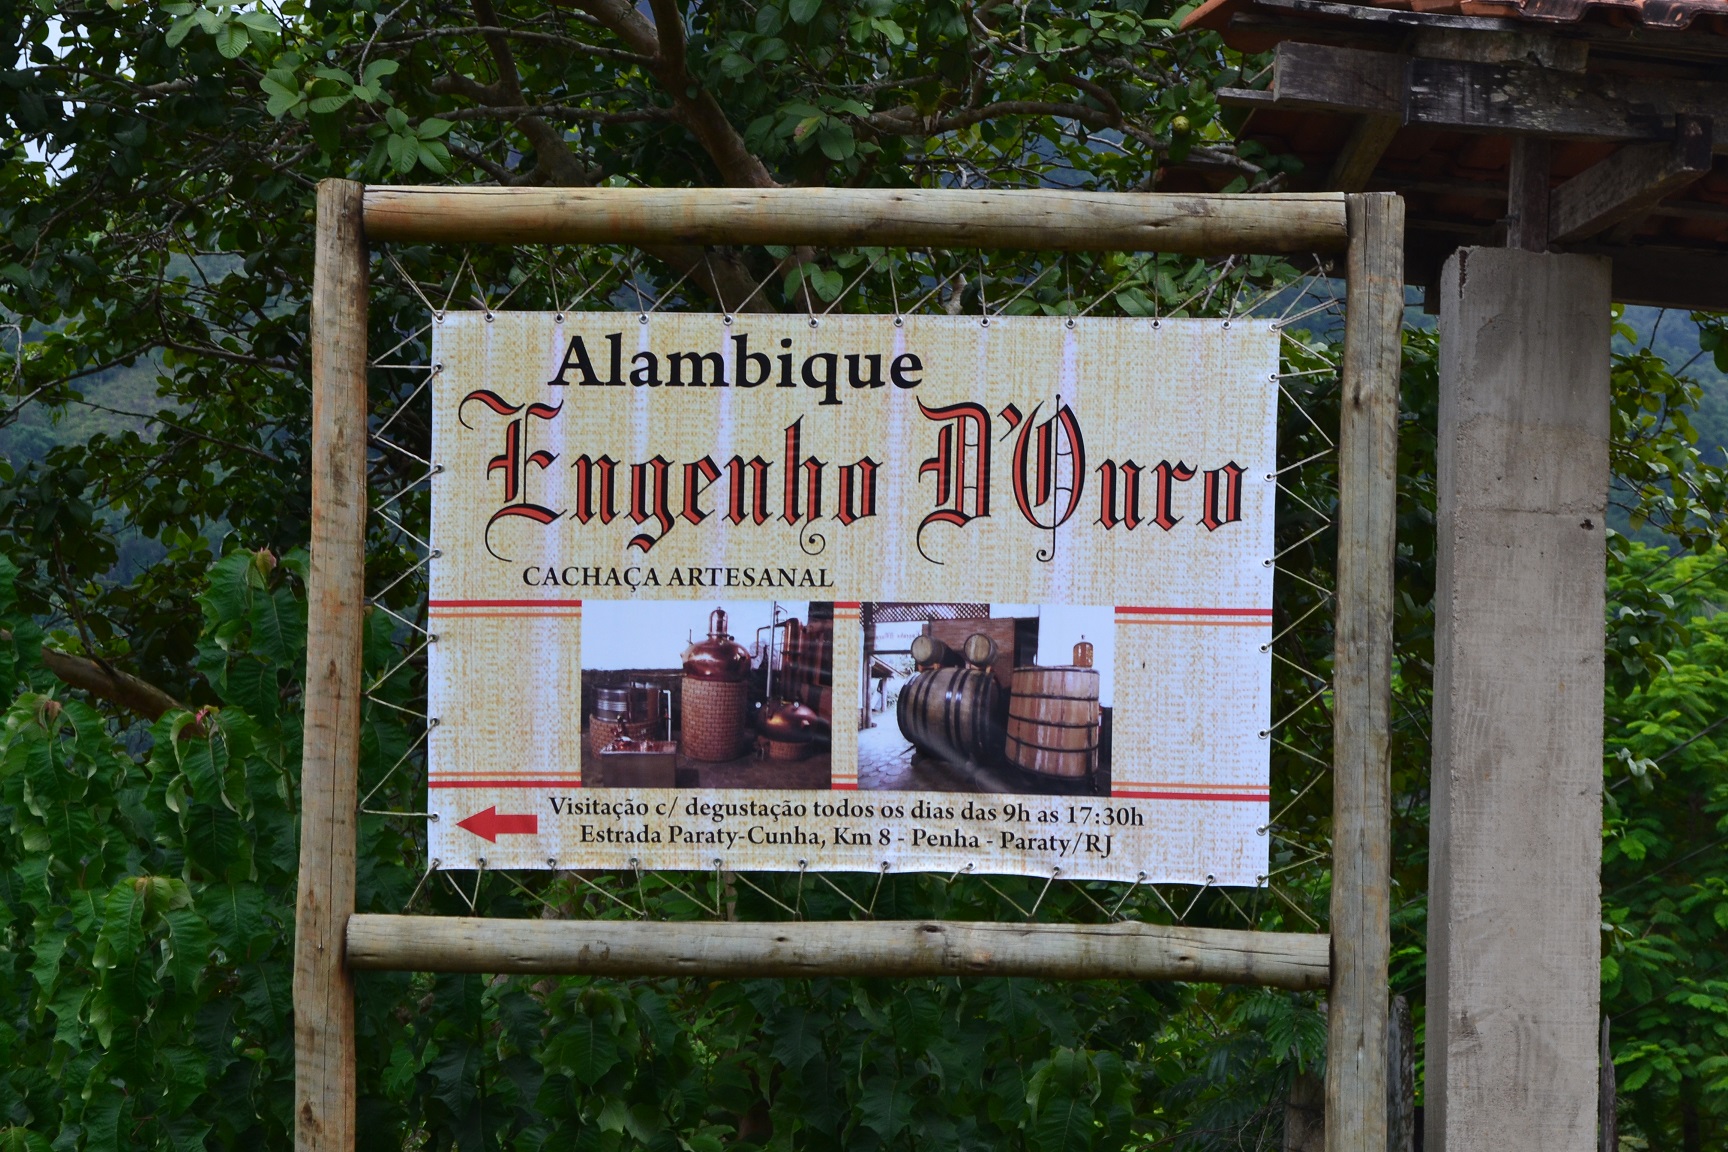 Alambique
Engenho D'Ouro
CACHAÇA ARTESANAL
Visitação c/ degustação todos os dias das 9h as 17:30h
Estrada Paraty-Cunha, Km 8 - Penha - Paraty/RJ